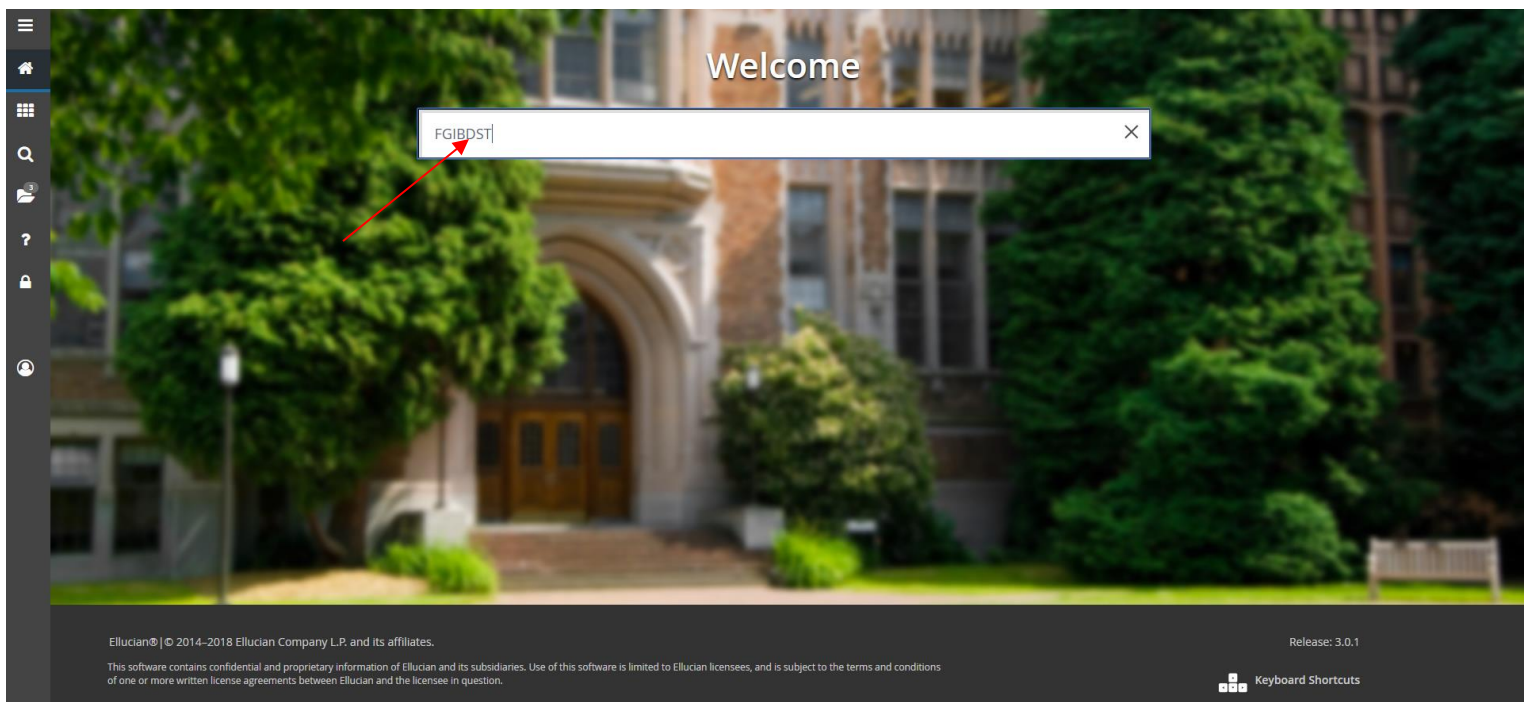 Welcome
FGIBDST
3
?
Ellucian®|© 2014–2018 Ellucian Company L.P. and its affiliates.
Release: 3.0.1
This software contains confidential and proprietary information of Ellucian and its subsidiaries. Use of this software is limited to Ellucian licensees, and is subject to the terms and conditions
of one or more written license agreements between Ellucian and the licensee in question.
Keyboard Shortcuts